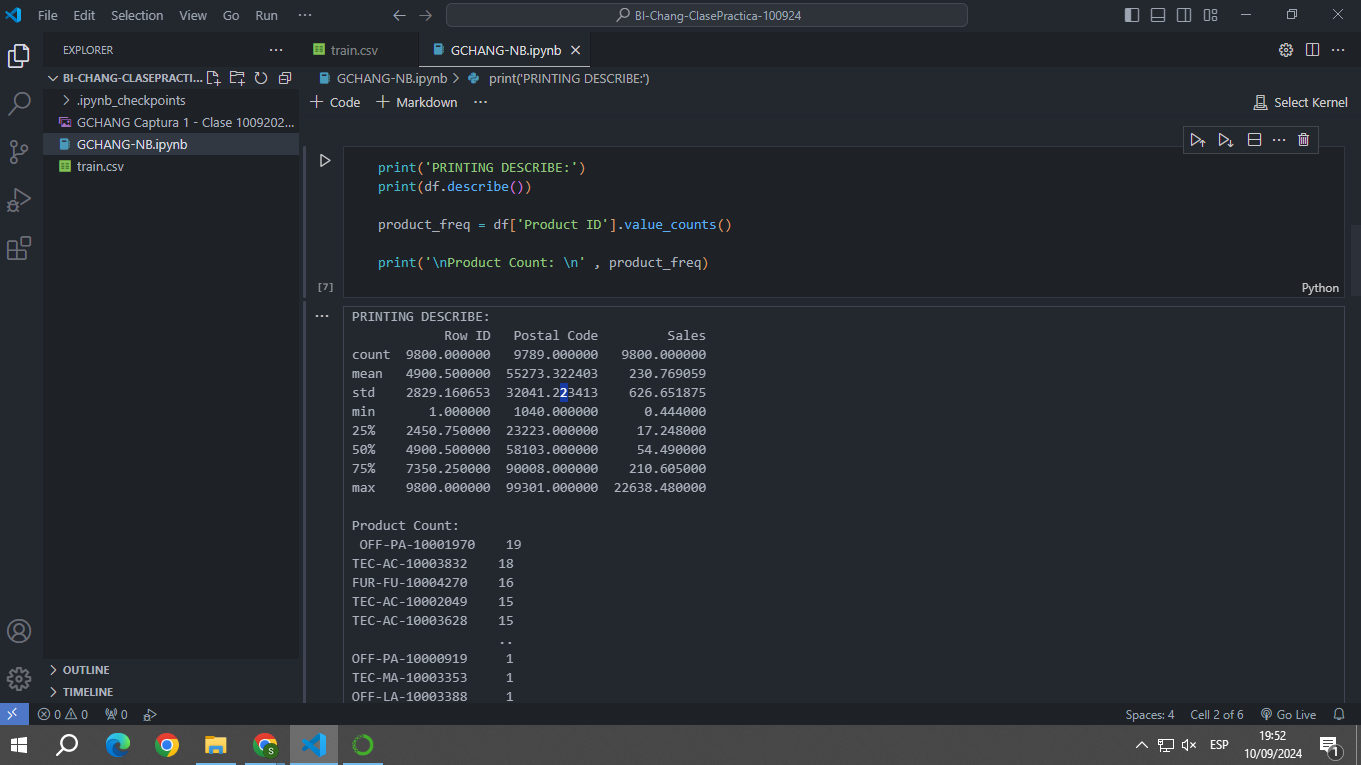 File Edit Selection View Go Run ···
BI-Chang-ClasePractica-100924
EXPLORER ···
BI-CHANG-CLASEPRACTI...
.ipynb_checkpoints
GCHANG Captura 1 - Clase 1009202...
GCHANG-NB.ipynb
train.csv
OUTLINE
TIMELINE
train.csv
GCHANG-NB.ipynb
GCHANG-NB.ipynb > print('PRINTING DESCRIBE:')
+ Code + Markdown ···
Select Kernel
print('PRINTING DESCRIBE:')
print(df.describe())
product_freq = df['Product ID'].value_counts()
print('\nProduct Count: \n' , product_freq)
[7]
Python
PRINTING DESCRIBE:
Row ID Postal Code Sales
count 9800.000000 9789.000000 9800.000000
mean 4900.500000 55273.322403 230.769059
std 2829.160653 32041.223413 626.651875
min 1.000000 1040.000000 0.444000
25% 2450.750000 23223.000000 17.248000
50% 4900.500000 58103.000000 54.490000
75% 7350.250000 90008.000000 210.605000
max 9800.000000 99301.000000 22638.480000
Product Count:
OFF-PA-10001970 19
TEC-AC-10003832 18
FUR-FU-10004270 16
TEC-AC-10002049 15
TEC-AC-10003628 15
..
OFF-PA-10000919 1
TEC-MA-10003353 1
OFF-LA-10003388 1
0 0 0
Spaces: 4 Cell 2 of 6 Go Live
ESP
19:52
10/09/2024
1